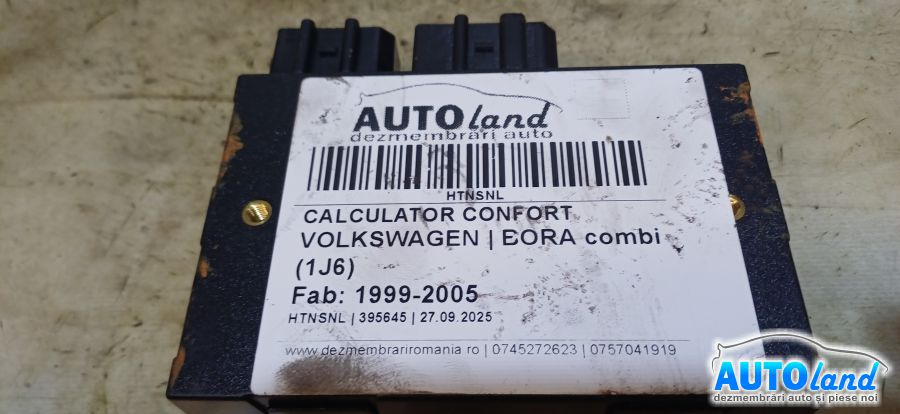 AUTOland
dezmembrări auto
HTNSNL
CALCULATOR CONFORT
VOLKSWAGEN | BORA combi
(1J6)
Fab: 1999-2005
HTNSNL | 395645 | 27.09.2025
www.dezmembrariromania.ro | 0745272623 | 0757041919
AUTOland
dezmembrări auto și piese noi